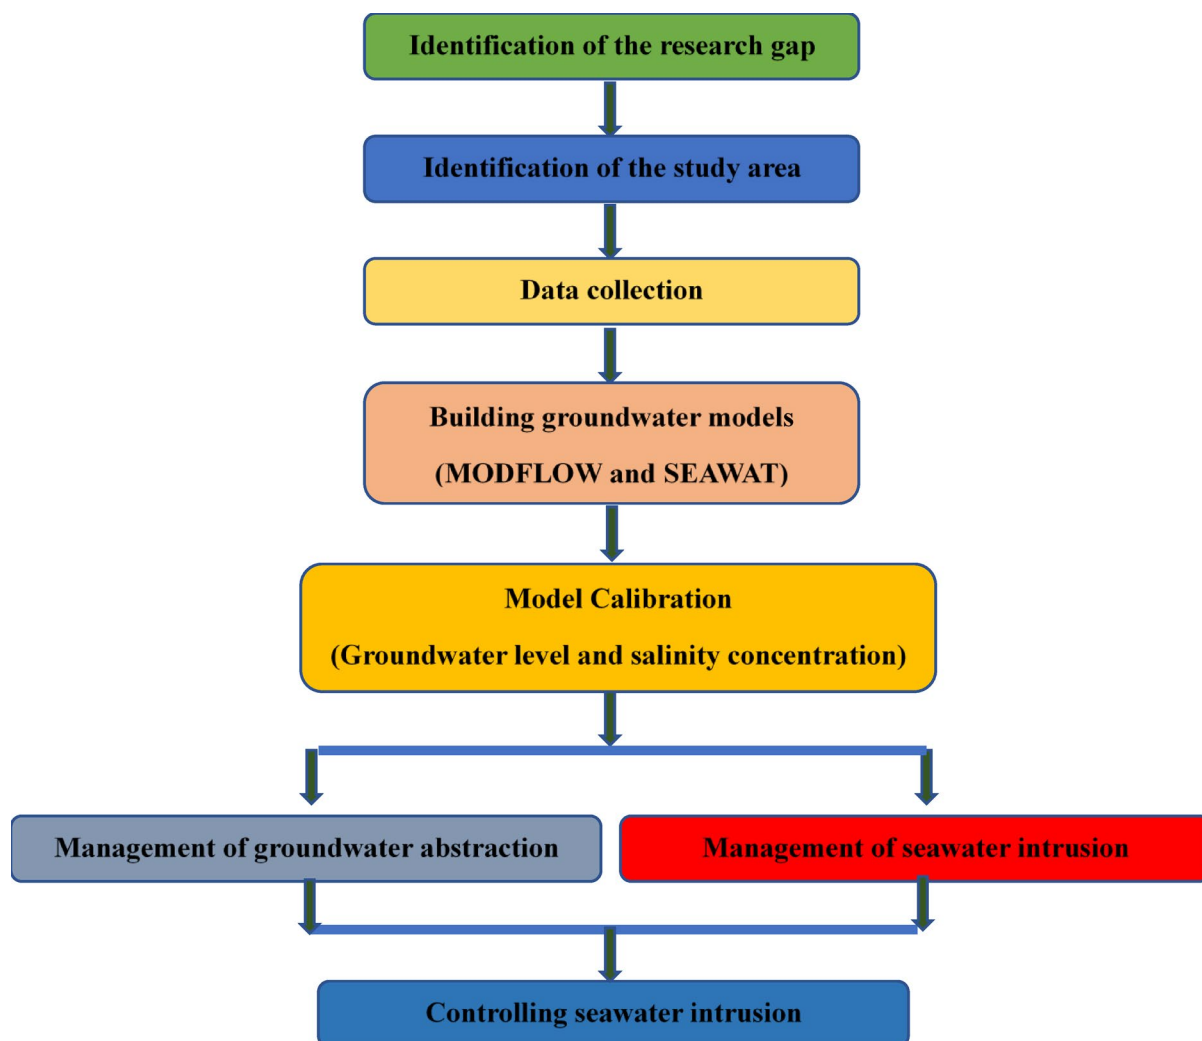 Identification of the research gap
Identification of the study area
Data collection
Building groundwater models
(MODFLOW and SEAWAT)
Model Calibration
(Groundwater level and salinity concentration)
Management of groundwater abstraction
Management of seawater intrusion
Controlling seawater intrusion